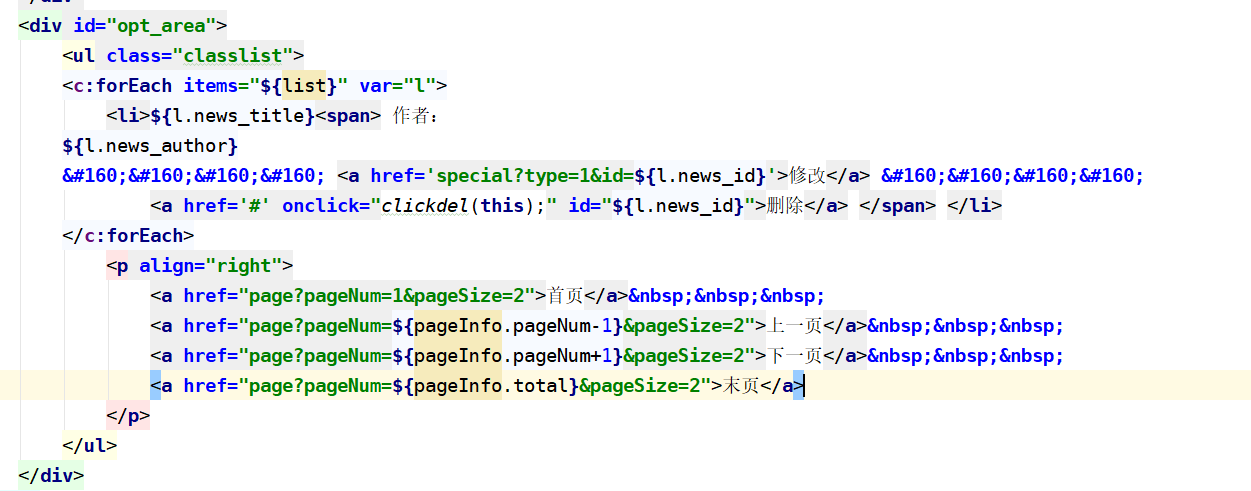 </div>
<div id="opt_area">
<ul class="classlist">
<c:forEach items="${list}" var="l">
<li>${l.news_title}<span> 作者：
${l.news_author}
&#160;&#160;&#160;&#160; <a href='special?type=1&id=${l.news_id}'>修改</a> &#160;&#160;&#160;&#160;
<a href='#' onclick="clickdel(this);" id="${l.news_id}">删除</a> </span> </li>
</c:forEach>
<p align="right">
<a href="page?pageNum=1&pageSize=2">首页</a>&nbsp;&nbsp;&nbsp;
<a href="page?pageNum=${pageInfo.pageNum-1}&pageSize=2">上一页</a>&nbsp;&nbsp;&nbsp;
<a href="page?pageNum=${pageInfo.pageNum+1}&pageSize=2">下一页</a>&nbsp;&nbsp;&nbsp;
<a href="page?pageNum=${pageInfo.total}&pageSize=2">末页</a>
</p>
</ul>
</div>